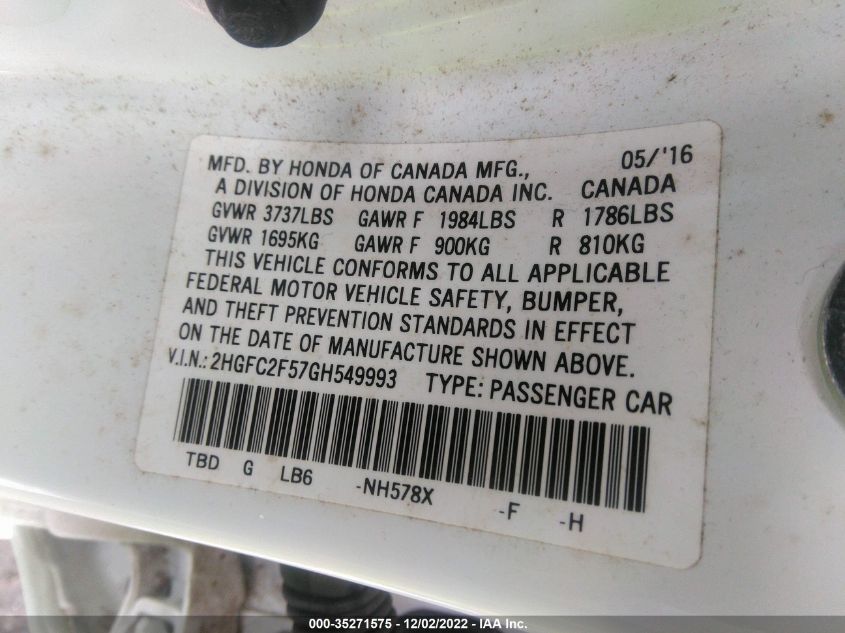 MFD. BY HONDA OF CANADA MFG., 05/'16
A DIVISION OF HONDA CANADA INC. CANADA
GVWR 3737LBS GAWR F 1984LBS R 1786LBS
GVWR 1695KG GAWR F 900KG R 810KG
THIS VEHICLE CONFORMS TO ALL APPLICABLE
FEDERAL MOTOR VEHICLE SAFETY, BUMPER,
AND THEFT PREVENTION STANDARDS IN EFFECT
ON THE DATE OF MANUFACTURE SHOWN ABOVE.
V.I.N.: 2HGFC2F57GH549993 TYPE: PASSENGER CAR
TBD G LB6 -NH578X -F -H
000-35271575 - 12/02/2022 - IAA Inc.